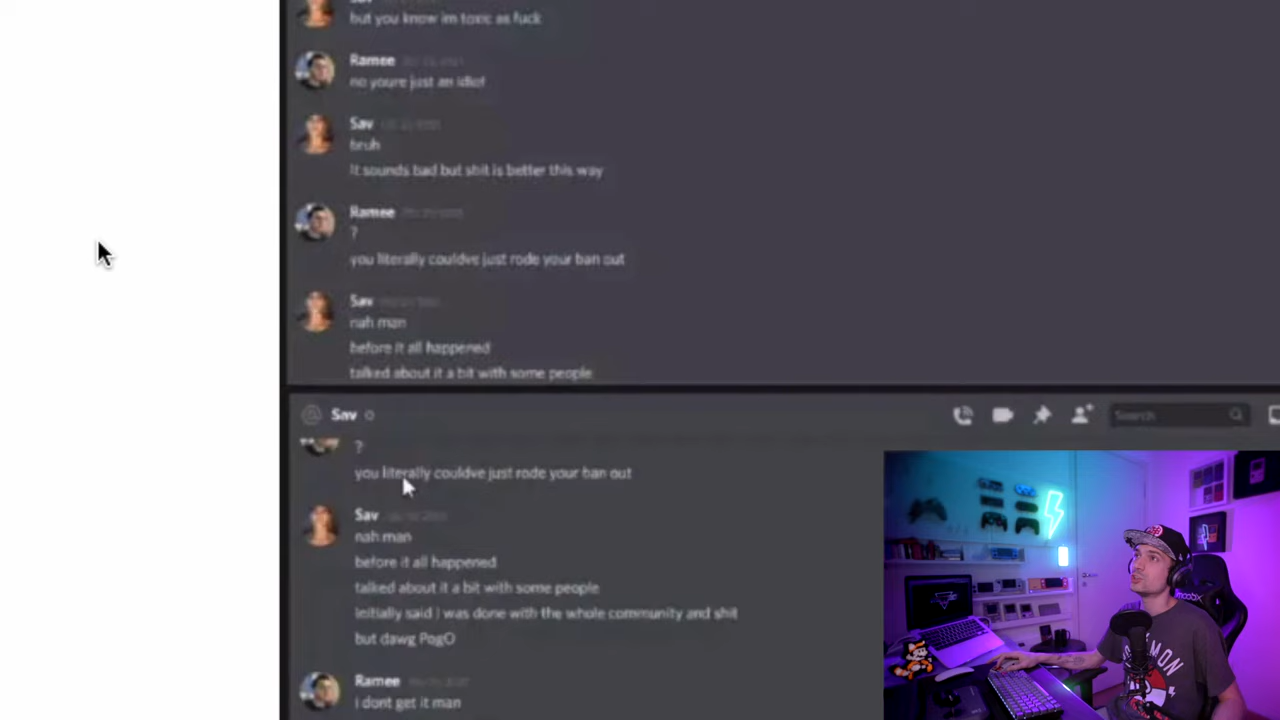 Sav
but you know im toxic as fuck
Ramee
no youre just an idiot
Sav
bruh
it sounds bad but shit is better this way
Ramee
?
you literally couldve just rode your ban out
Sav
nah man
before it all happened
talked about it a bit with some people
Sav
Search
?
you literally couldve just rode your ban out
Sav
nah man
before it all happened
talked about it a bit with some people
initially said i was done with the whole community and shit
but dawg PogO
Ramee
i dont get it man